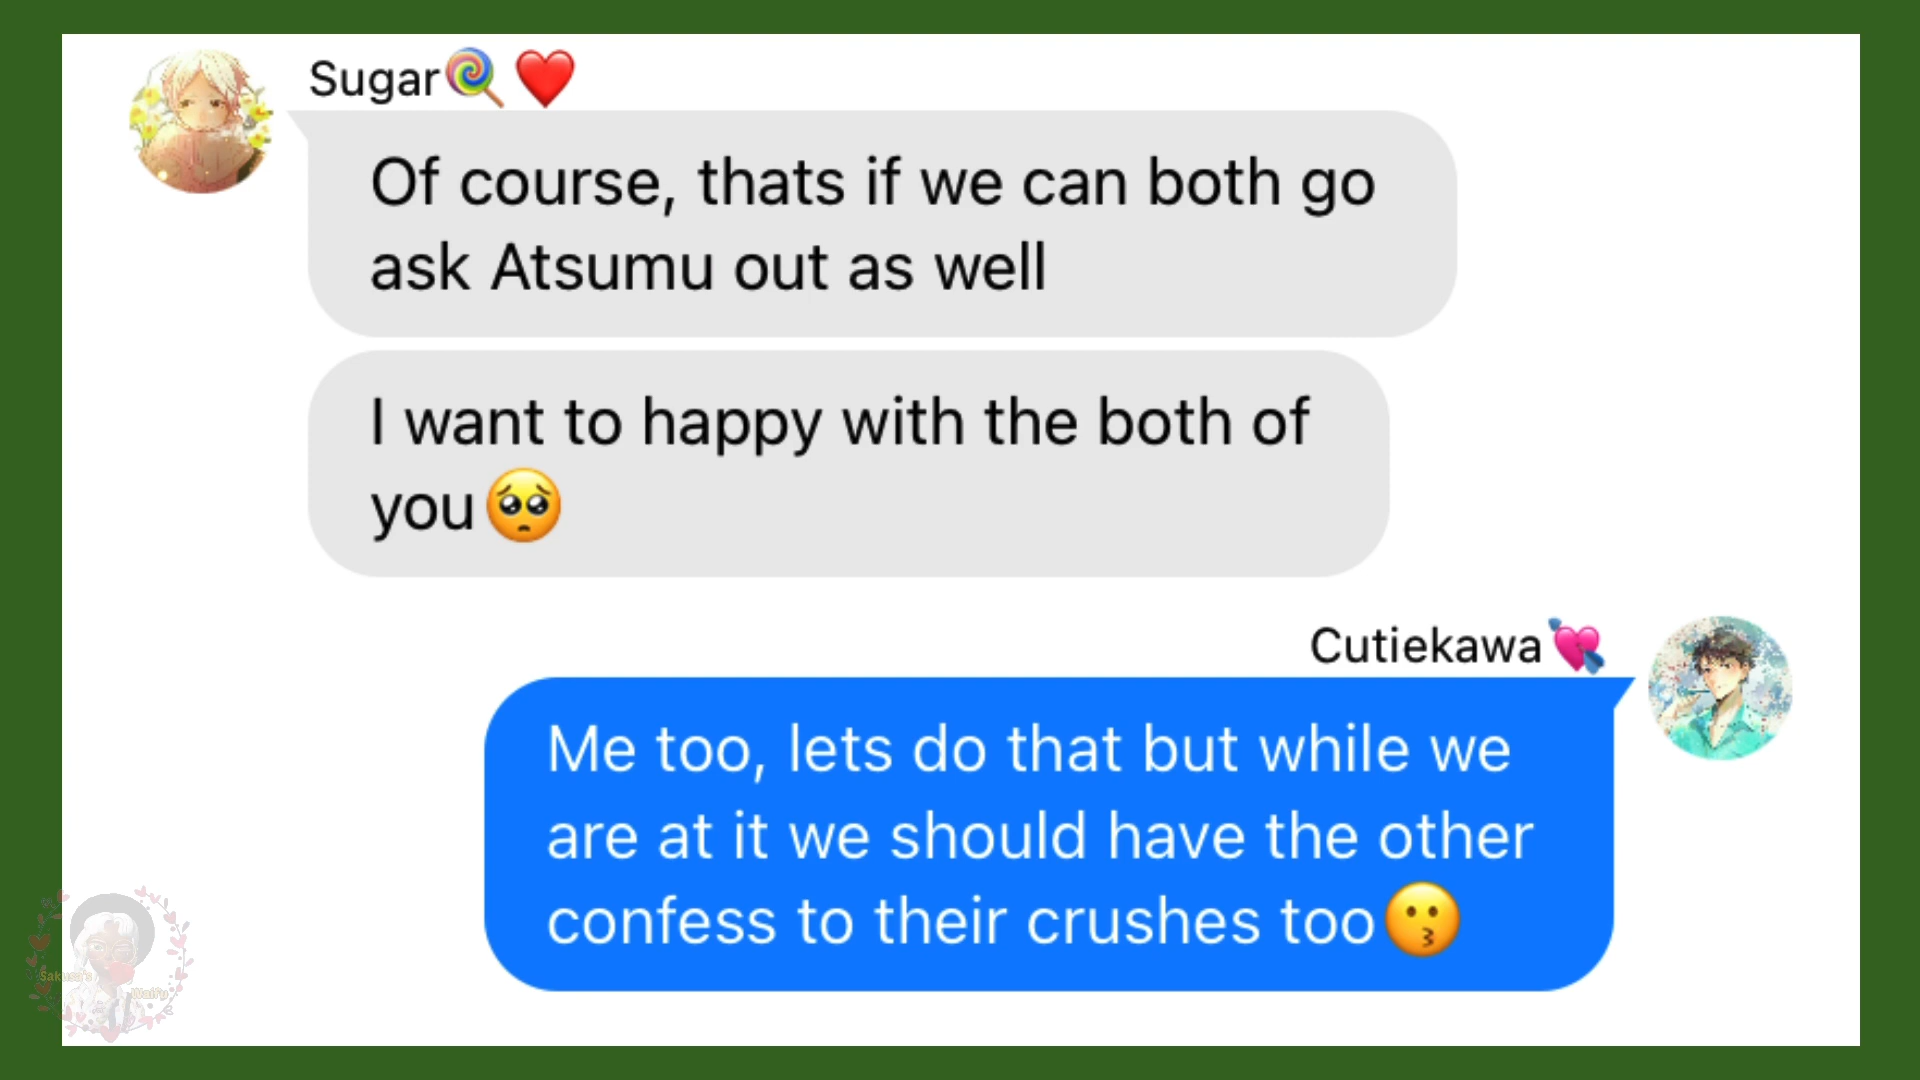 Sugar🍭❤️
Of course, thats if we can both go
ask Atsumu out as well
I want to happy with the both of
you🥺
Cutiekawa💘
Me too, lets do that but while we
are at it we should have the other
confess to their crushes too😗
Sakusa's
Waifu